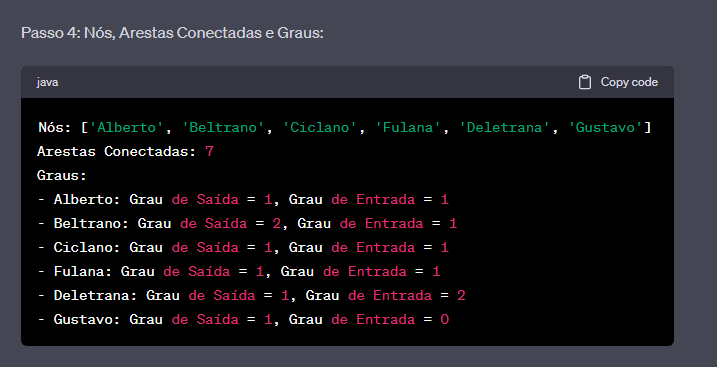 Passo 4: Nós, Arestas Conectadas e Graus:
java Copy code
Nós: ['Alberto', 'Beltrano', 'Ciclano', 'Fulana', 'Deletrana', 'Gustavo']
Arestas Conectadas: 7
Graus:
- Alberto: Grau de Saída = 1, Grau de Entrada = 1
- Beltrano: Grau de Saída = 2, Grau de Entrada = 1
- Ciclano: Grau de Saída = 1, Grau de Entrada = 1
- Fulana: Grau de Saída = 1, Grau de Entrada = 1
- Deletrana: Grau de Saída = 1, Grau de Entrada = 2
- Gustavo: Grau de Saída = 1, Grau de Entrada = 0